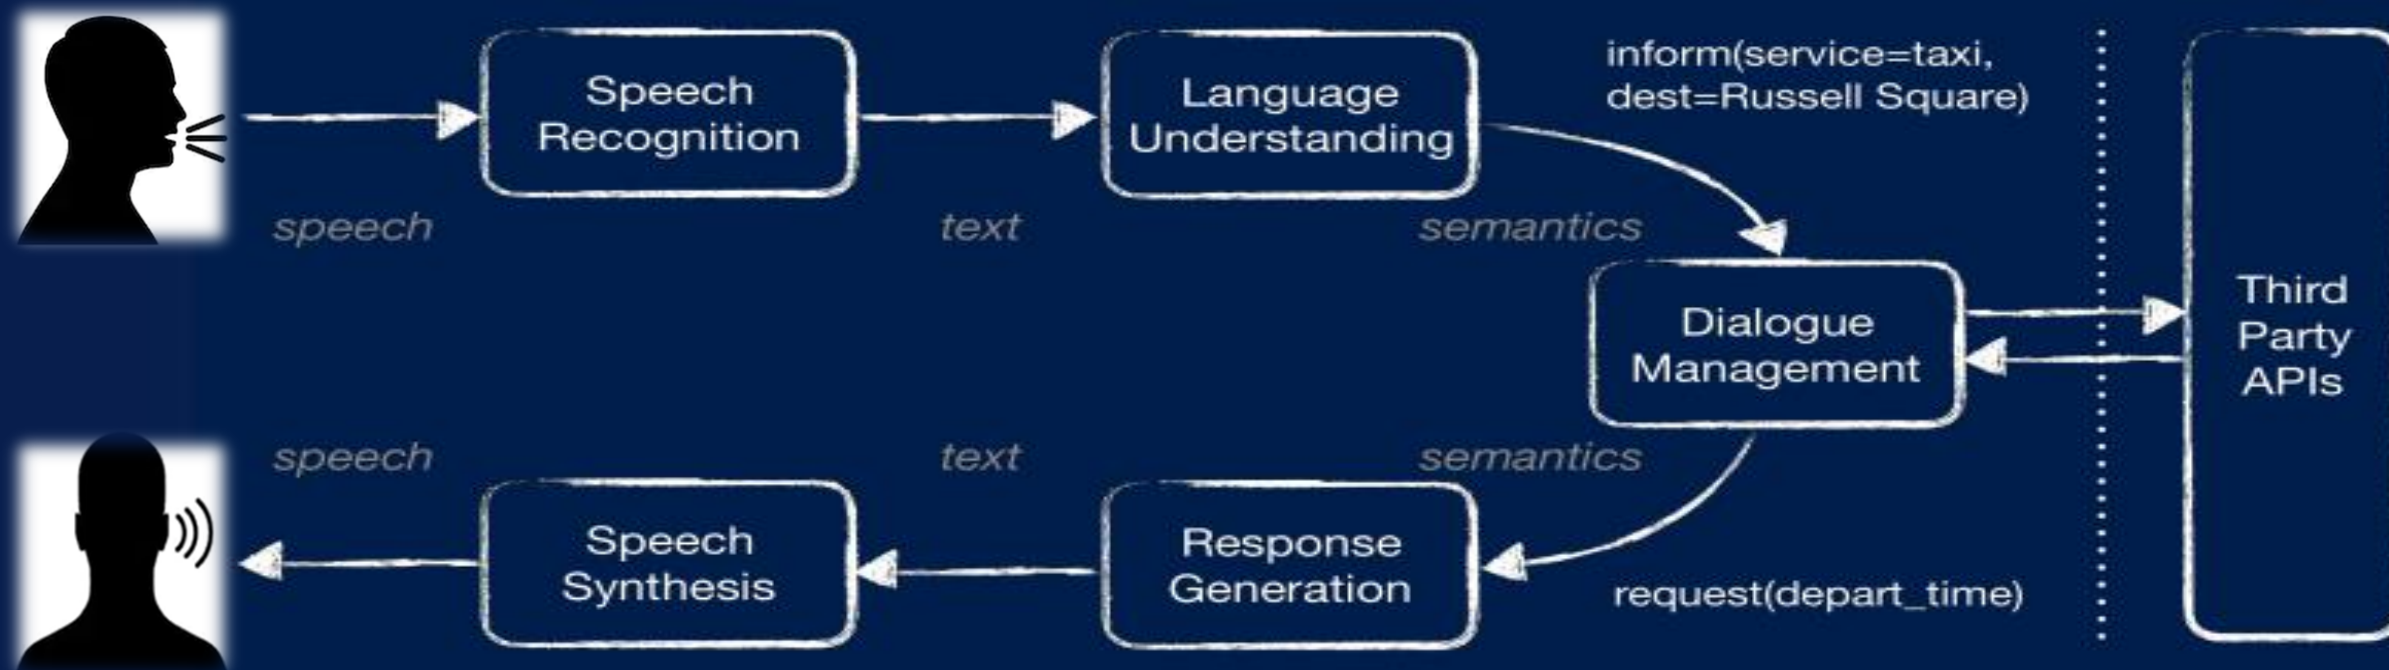 Speech
Recognition
Language
Understanding
inform(service=taxi,
dest=Russell Square)
speech
text
semantics
Dialogue
Management
Third
Party
APIs
speech
text
semantics
Speech
Synthesis
Response
Generation
request(depart_time)